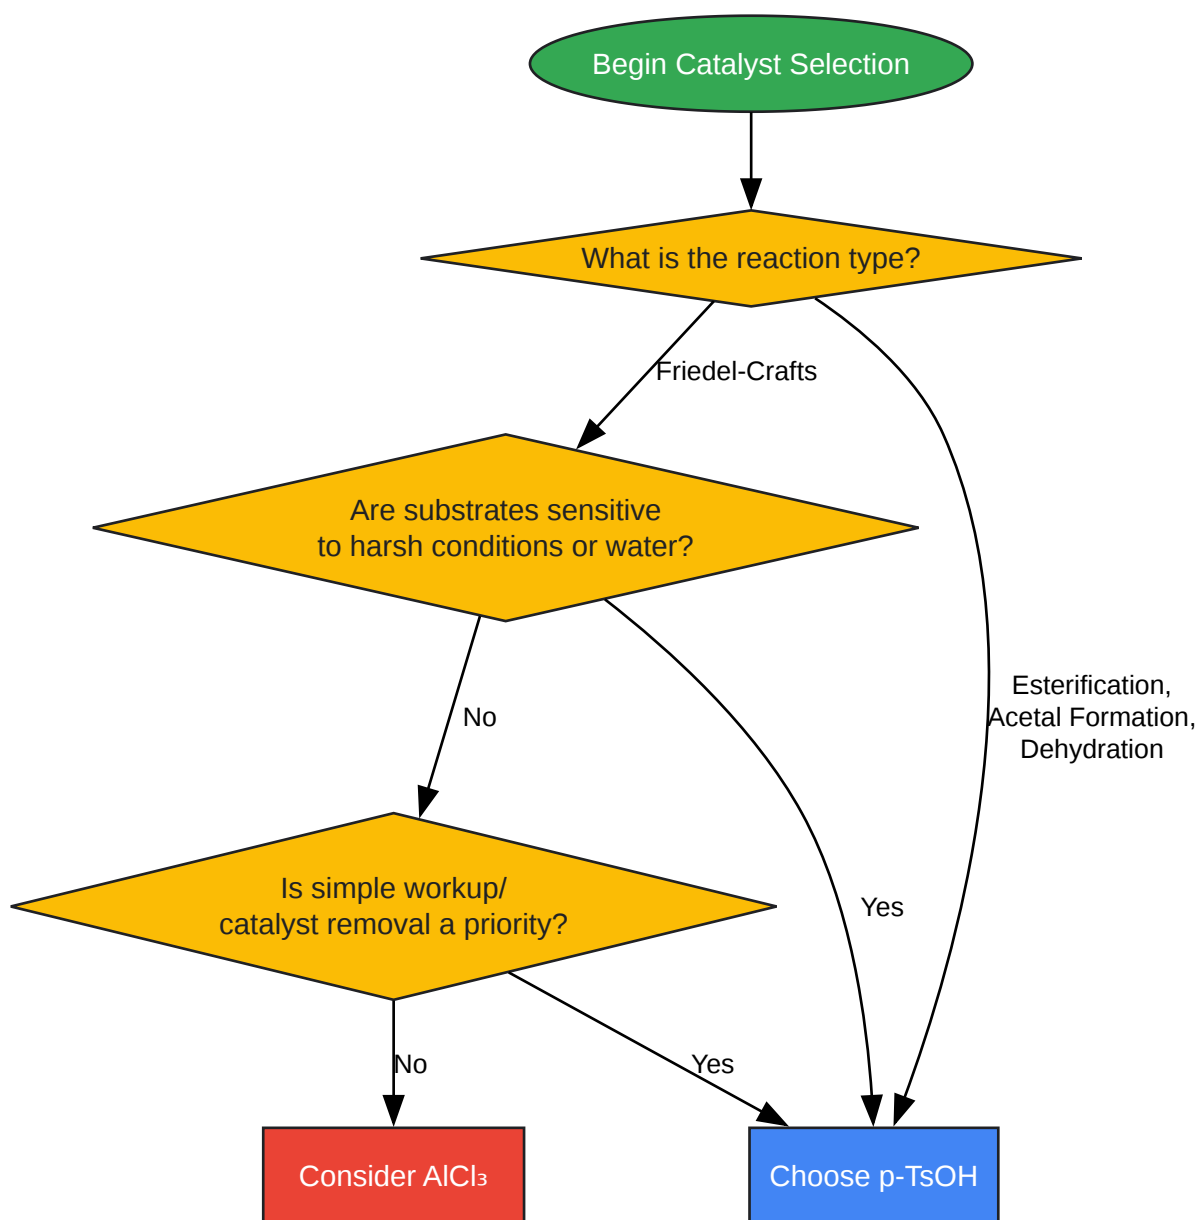 Begin Catalyst Selection
What is the reaction type?
Friedel-Crafts
Are substrates sensitive
to harsh conditions or water?
Esterification,
Acetal Formation,
Dehydration
No
Is simple workup/
catalyst removal a priority?
Yes
No
Yes
Consider AlCl₃
Choose p-TsOH